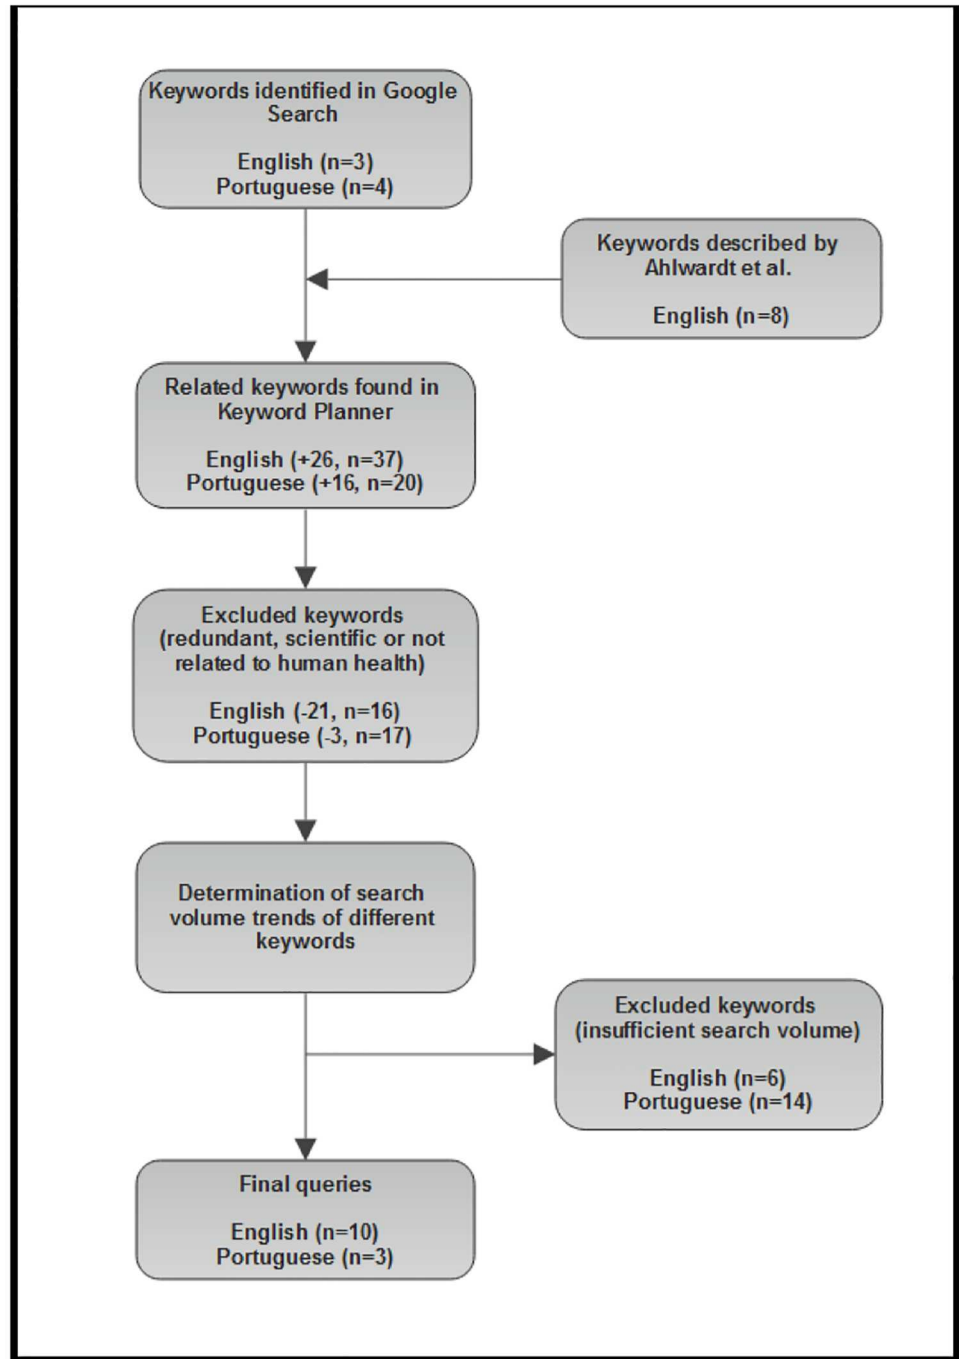 Keywords identified in Google
Search
English (n=3)
Portuguese (n=4)
Keywords described by
Ahlwardt et al.
English (n=8)
Related keywords found in
Keyword Planner
English (+26, n=37)
Portuguese (+16, n=20)
Excluded keywords
(redundant, scientific or not
related to human health)
English (-21, n=16)
Portuguese (-3, n=17)
Determination of search
volume trends of different
keywords
Excluded keywords
(insufficient search volume)
English (n=6)
Portuguese (n=14)
Final queries
English (n=10)
Portuguese (n=3)